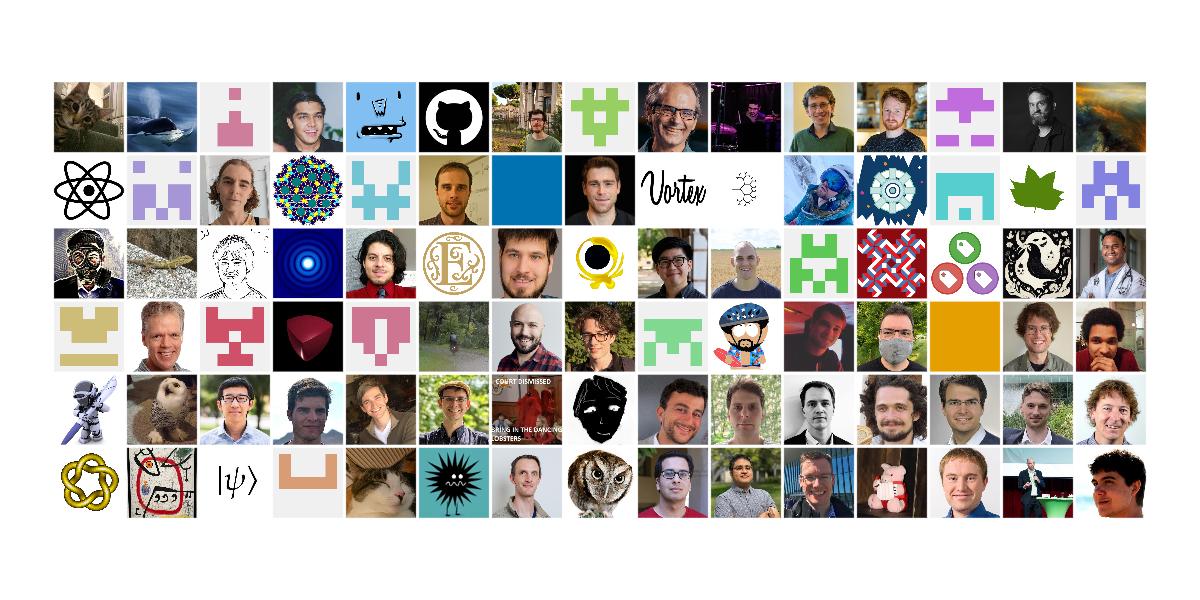 Vortex
E
COURT DISMISSED
BRING IN THE DANCING
LOBSTERS
|ψ⟩